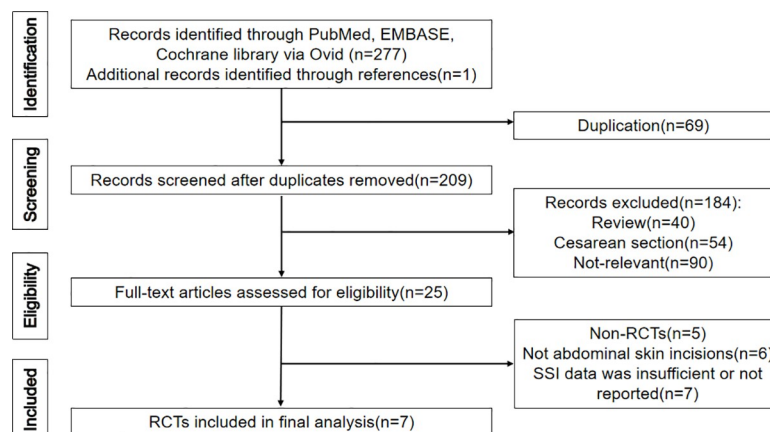 Identification
Records identified through PubMed, EMBASE,
Cochrane library via Ovid (n=277)
Additional records identified through references(n=1)
Duplication(n=69)
Screening
Records screened after duplicates removed(n=209)
Records excluded(n=184):
Review(n=40)
Cesarean section(n=54)
Not-relevant(n=90)
Eligibility
Full-text articles assessed for eligibility(n=25)
Non-RCTs(n=5)
Not abdominal skin incisions(n=6)
SSI data was insufficient or not
reported(n=7)
Included
RCTs included in final analysis(n=7)